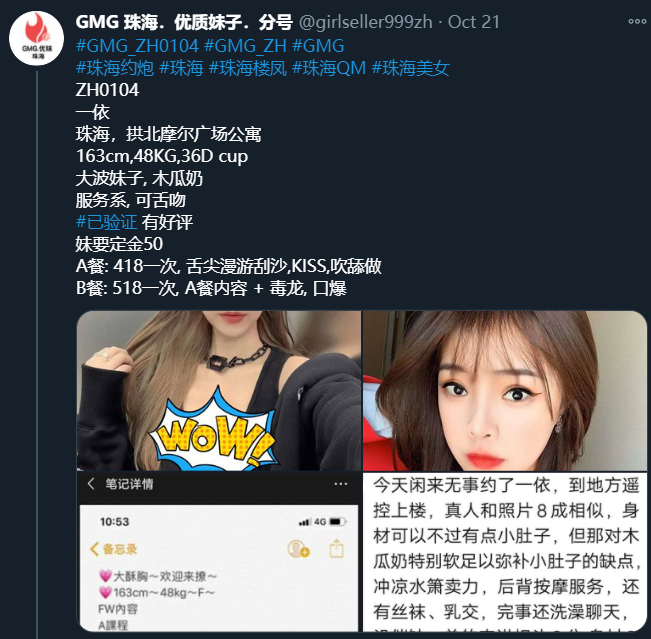 GMG 珠海．优质妹子．分号 @girlseller999zh · Oct 21
#GMG_ZH0104 #GMG_ZH #GMG
#珠海约炮 #珠海 #珠海楼凤 #珠海QM #珠海美女
ZH0104
一依
珠海，拱北摩尔广场公寓
163cm,48KG,36D cup
大波妹子, 木瓜奶
服务系, 可舌吻
#已验证 有好评
妹要定金50
A餐: 418一次, 舌尖漫游刮沙,KISS,吹舔做
B餐: 518一次, A餐内容 + 毒龙, 口爆
GMG.优妹
珠海
WOW!
笔记详情
10:53
4G
备忘录
💗大酥胸～欢迎来撩～
💗163cm～48kg～F～
FW内容
A課程
今天闲来无事约了一依，到地方遥
控上楼，真人和照片８成相似，身
材可以不过有点小肚子，但那对木
瓜奶特别软足以弥补小肚子的缺点，
冲凉水箫卖力，后背按摩服务，还
有丝袜、乳交，完事还洗澡聊天，